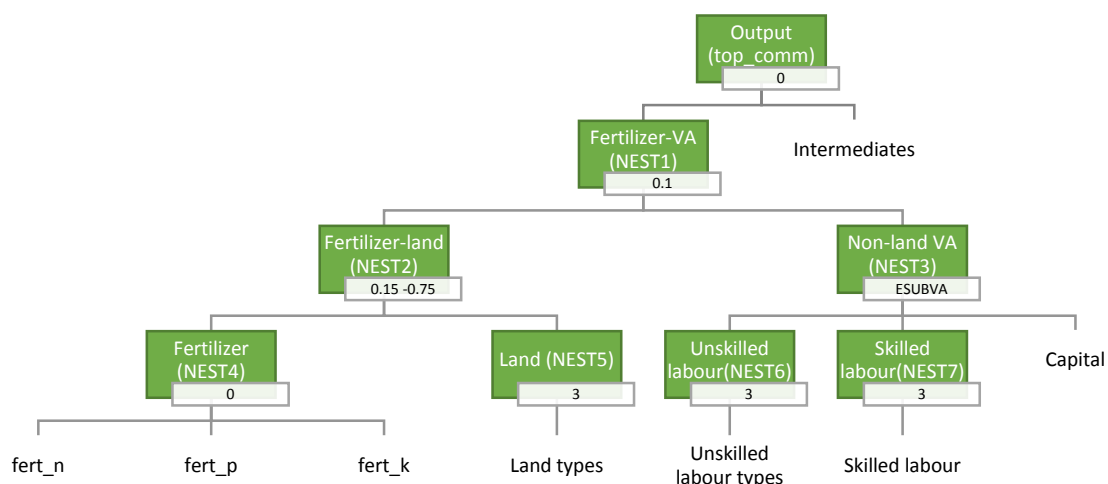 Output
(top_comm)
0
Fertilizer-VA
(NEST1)
0.1
Intermediates
Fertilizer-land
(NEST2)
0.15 -0.75
Non-land VA
(NEST3)
ESUBVA
Fertilizer
(NEST4)
0
Land (NEST5)
3
Unskilled
labour(NEST6)
3
Skilled
labour(NEST7)
3
Capital
fert_n
fert_p
fert_k
Land types
Unskilled
labour types
Skilled labour